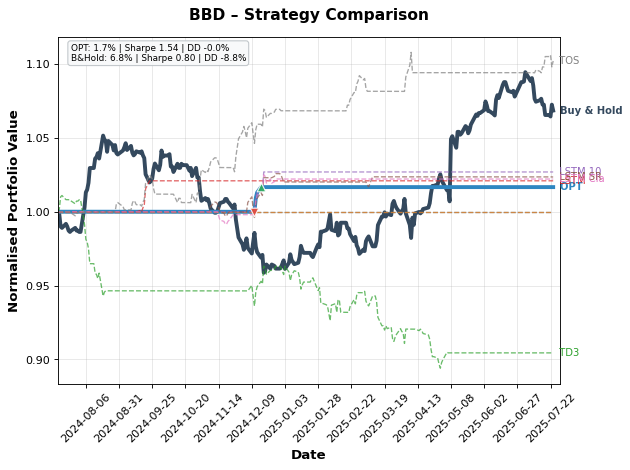 BBD – Strategy Comparison
OPT: 1.7% | Sharpe 1.54 | DD -0.0%
B&Hold: 6.8% | Sharpe 0.80 | DD -8.8%
Normalised Portfolio Value
1.10
1.05
1.00
0.95
0.90
TOS
Buy & Hold
STM 10
OPT
TD3
2024-08-06
2024-08-31
2024-09-25
2024-10-20
2024-11-14
2024-12-09
2025-01-03
2025-01-28
2025-02-22
2025-03-19
2025-04-13
2025-05-08
2025-06-02
2025-06-27
2025-07-22
Date